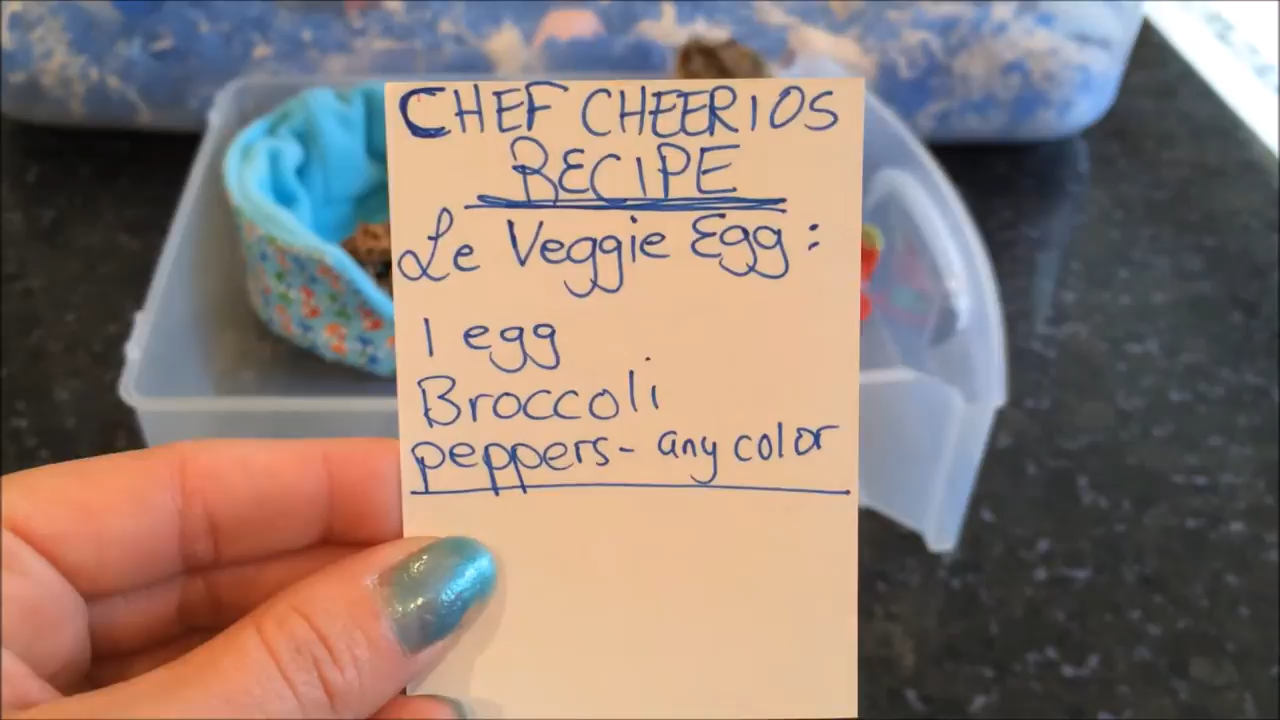 CHEF CHEERIOS
RECIPE
Le Veggie Egg:
1 egg
Broccoli
peppers- any color